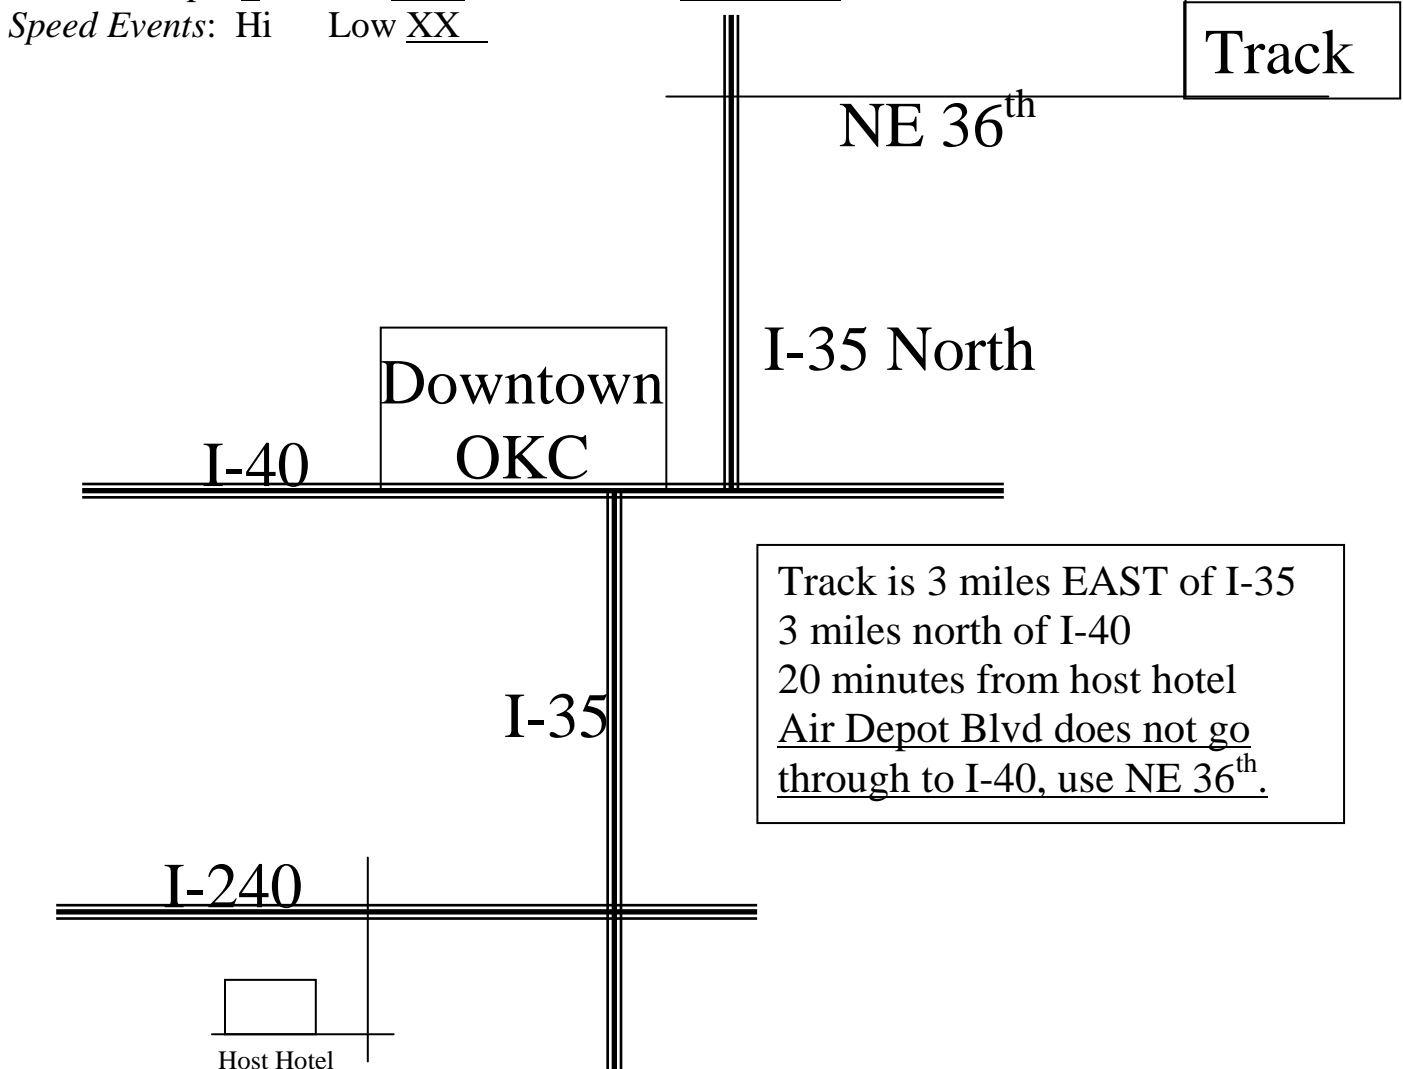 Speed Events: Hi Low XX
Track
NE 36th
I-35 North
Downtown
OKC
I-40
Track is 3 miles EAST of I-35
3 miles north of I-40
20 minutes from host hotel
Air Depot Blvd does not go
through to I-40, use NE 36th.
I-35
I-240
Host Hotel